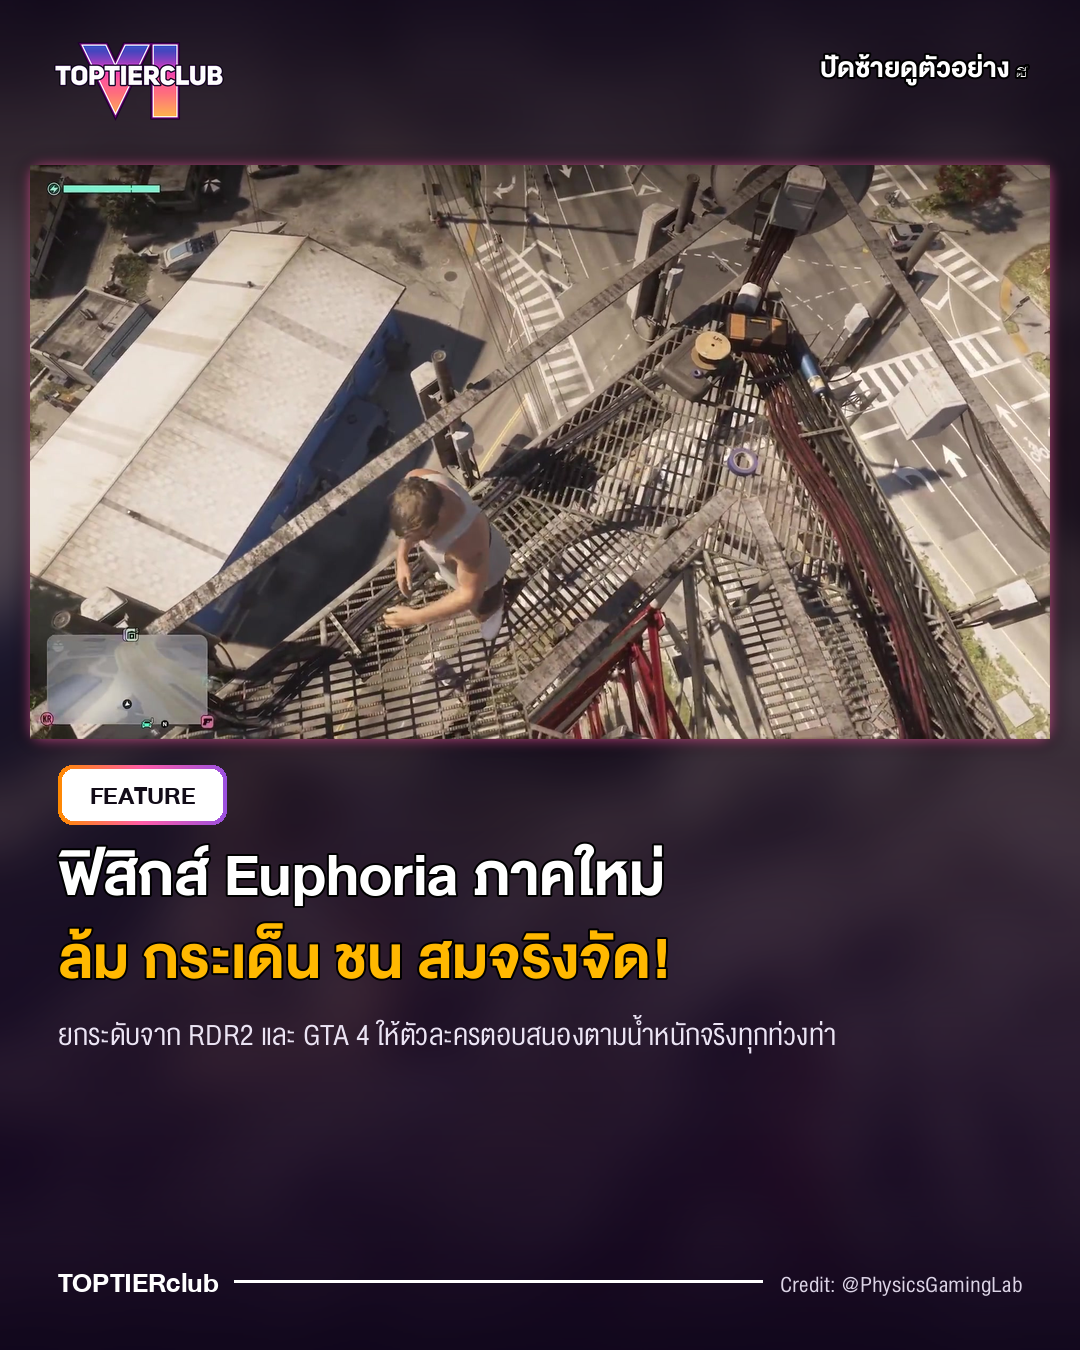 VI
TOPTIERCLUB
ปัดซ้ายดูตัวอย่าง
KR
N
FEATURE
ฟิสิกส์ Euphoria ภาคใหม่
ล้ม กระเด็น ชน สมจริงจัด!
ยกระดับจาก RDR2 และ GTA 4 ให้ตัวละครตอบสนองตามน้ำหนักจริงทุกท่วงท่า
TOPTIERclub
Credit: @PhysicsGamingLab